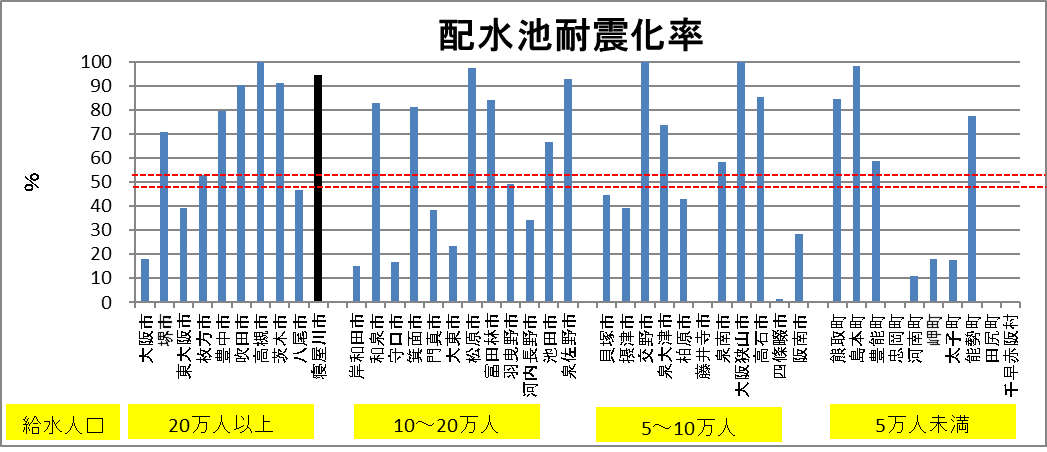 配水池耐震化率
%
100
90
80
70
60
50
40
30
20
10
0
大阪市
堺市
東大阪市
枚方市
豊中市
吹田市
高槻市
茨木市
八尾市
寝屋川市
岸和田市
和泉市
守口市
箕面市
門真市
大東市
松原市
富田林市
羽曳野市
河内長野市
池田市
泉佐野市
貝塚市
摂津市
交野市
泉大津市
柏原市
藤井寺市
泉南市
大阪狭山市
高石市
四條畷市
阪南市
熊取町
島本町
豊能町
忠岡町
河南町
岬町
太子町
能勢町
田尻町
千早赤阪村
給水人口
20万人以上
10～20万人
5～10万人
5万人未満